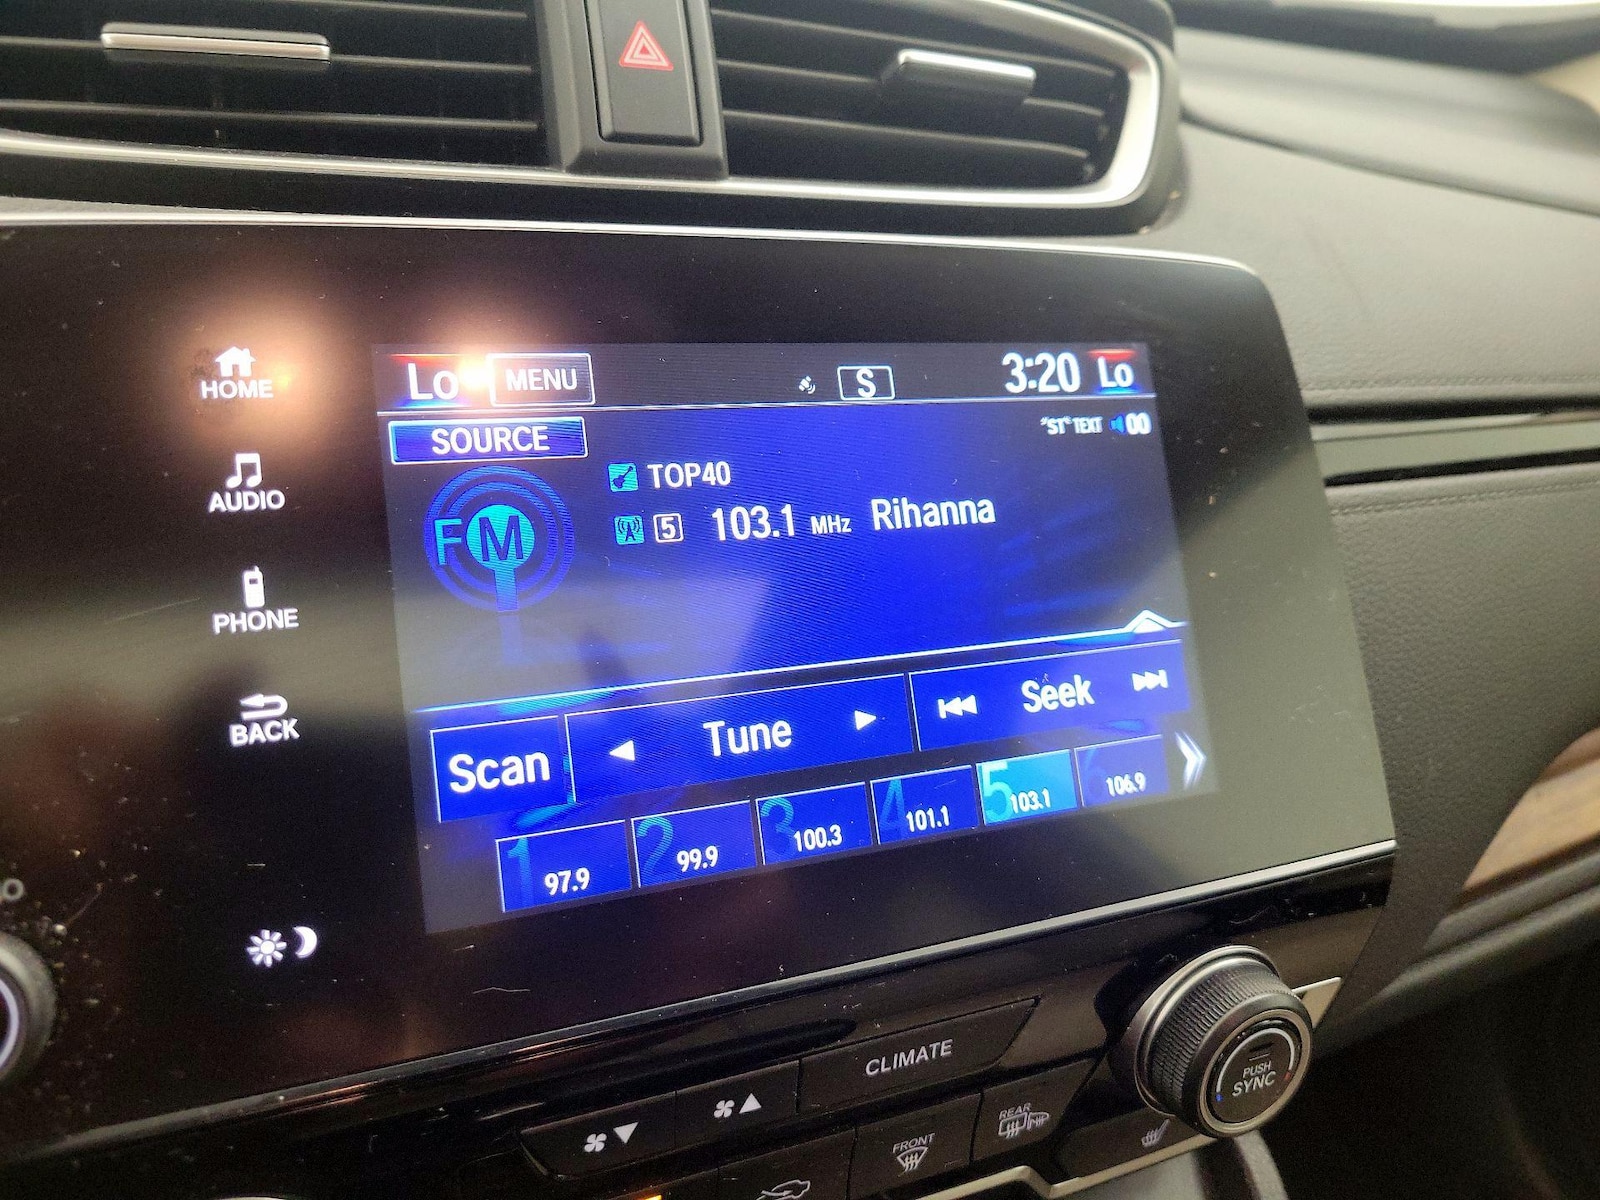 HOME
AUDIO
PHONE
BACK
Lo MENU S 3:20 Lo
SOURCE
"ST" TEXT 00
FM
TOP40
5 103.1 MHz Rihanna
Scan Tune Seek
1 97.9
2 99.9
3 100.3
4 101.1
5 103.1
6 106.9
CLIMATE
PUSH
SYNC
FRONT
REAR